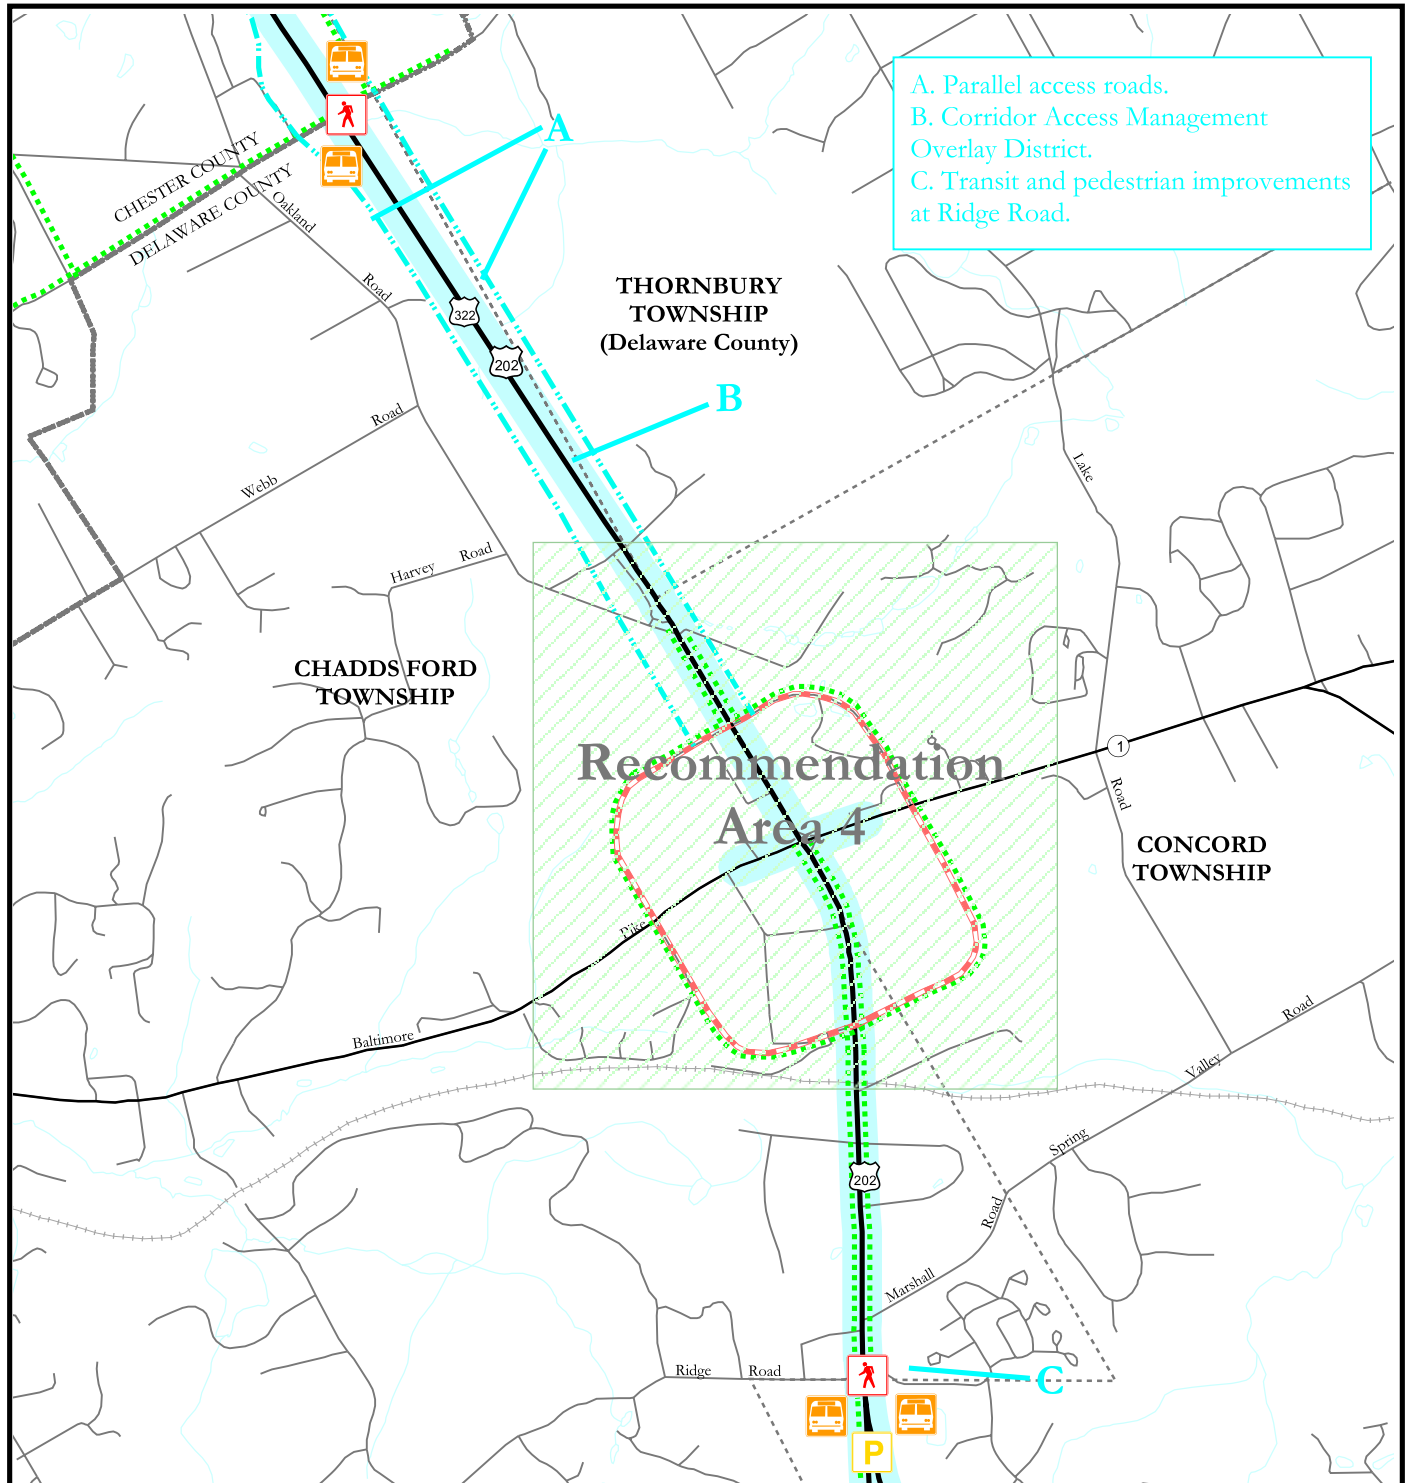 A. Parallel access roads.
B. Corridor Access Management
Overlay District.
C. Transit and pedestrian improvements
at Ridge Road.
A
CHESTER COUNTY
DELAWARE COUNTY
Oakland
Road
THORNBURY
TOWNSHIP
(Delaware County)
322
202
B
Road
Webb
Lake
Harvey Road
CHADDS FORD
TOWNSHIP
Recommendation
Area 4
1
Road
CONCORD
TOWNSHIP
Pike
Baltimore
Road
Valley
Spring
202
Road
Marshall
Ridge Road
C
P